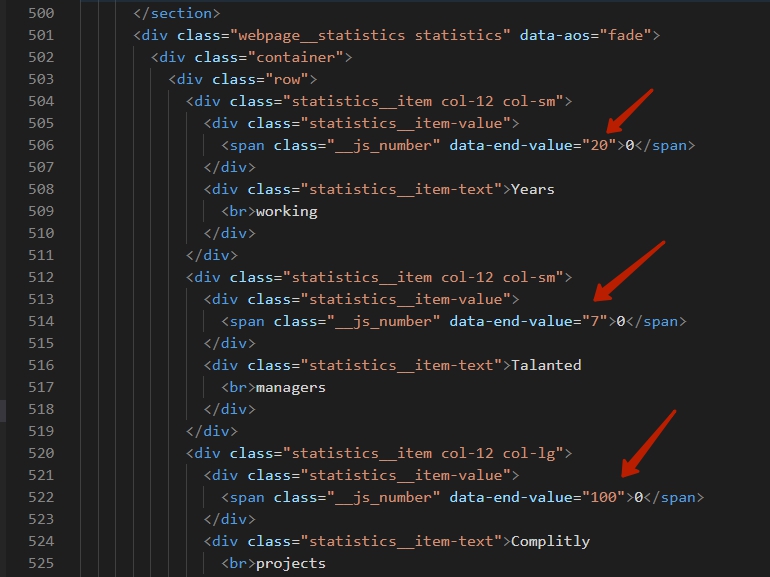 500 </section>
501 <div class="webpage__statistics statistics" data-aos="fade">
502 <div class="container">
503 <div class="row">
504 <div class="statistics__item col-12 col-sm">
505 <div class="statistics__item-value">
506 <span class="__js_number" data-end-value="20">0</span>
507 </div>
508 <div class="statistics__item-text">Years
509 <br>working
510 </div>
511 </div>
512 <div class="statistics__item col-12 col-sm">
513 <div class="statistics__item-value">
514 <span class="__js_number" data-end-value="7">0</span>
515 </div>
516 <div class="statistics__item-text">Talanted
517 <br>managers
518 </div>
519 </div>
520 <div class="statistics__item col-12 col-lg">
521 <div class="statistics__item-value">
522 <span class="__js_number" data-end-value="100">0</span>
523 </div>
524 <div class="statistics__item-text">Complitly
525 <br>projects